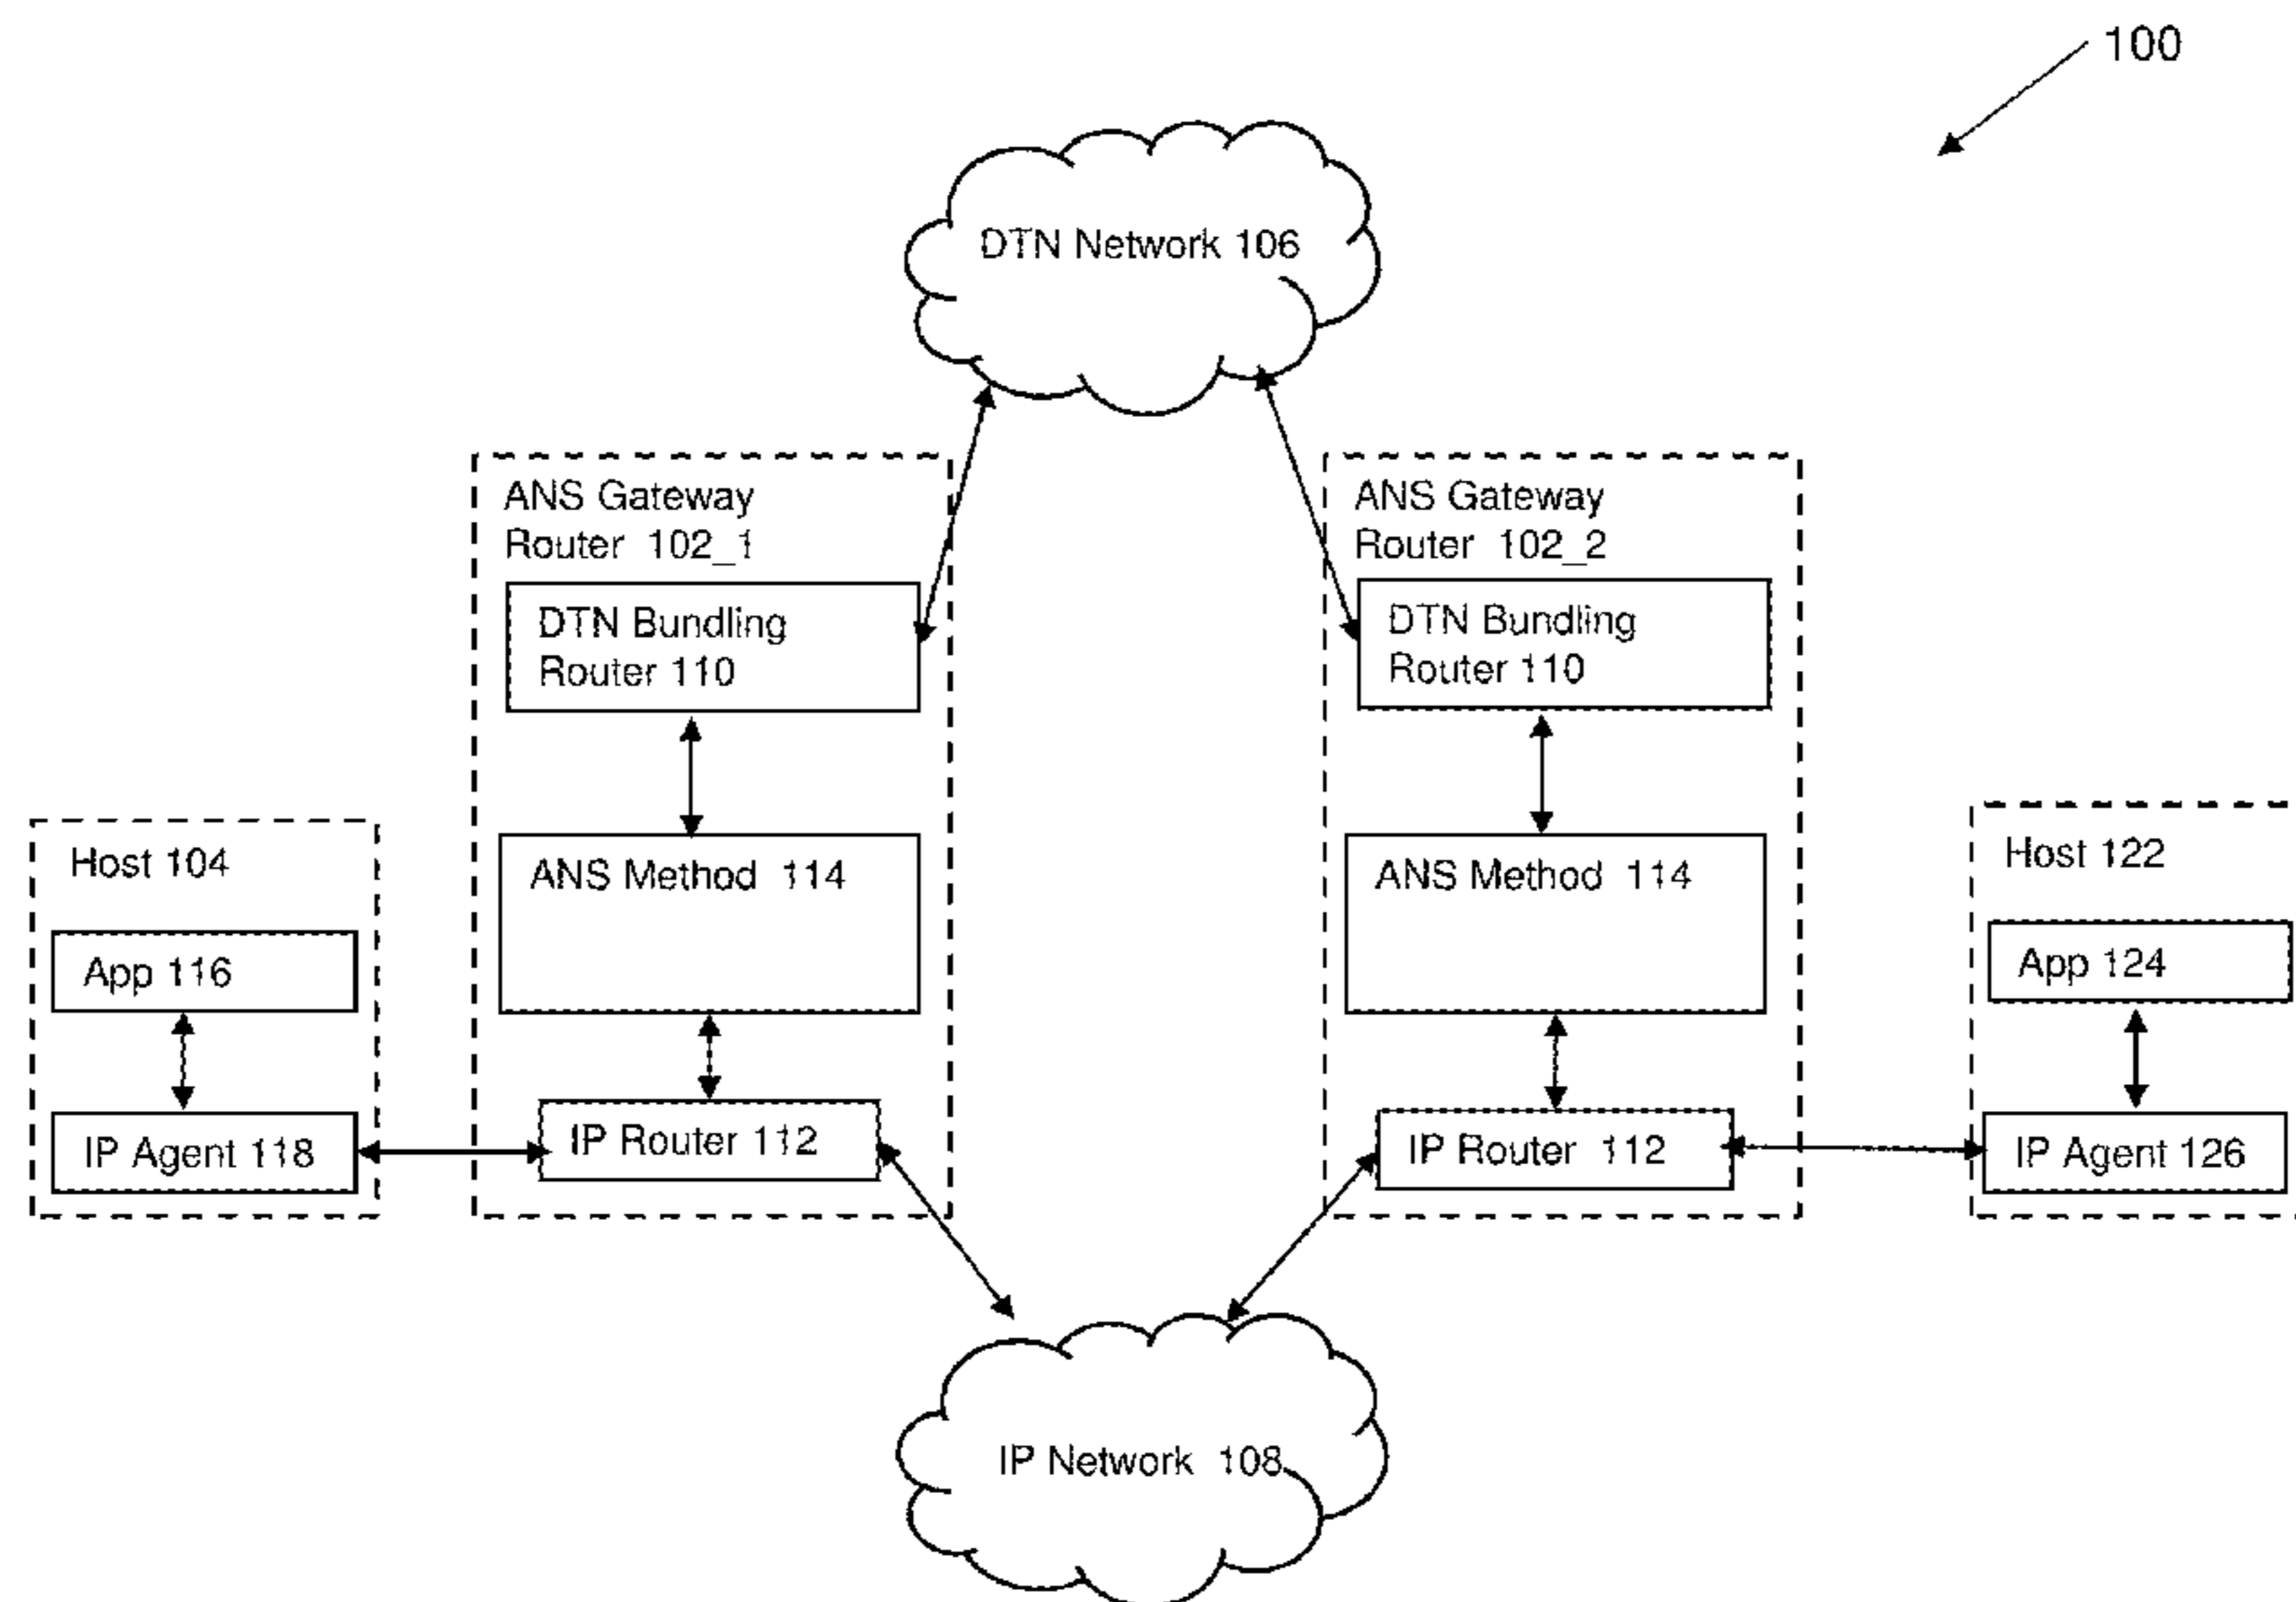 100
DTN Network 106
ANS Gateway
Router 102_1
DTN Bundling
Router 110
ANS Method 114
IP Router 112
ANS Gateway
Router 102_2
DTN Bundling
Router 110
ANS Method 114
IP Router 112
Host 104
App 116
IP Agent 118
Host 122
App 124
IP Agent 126
IP Network 108